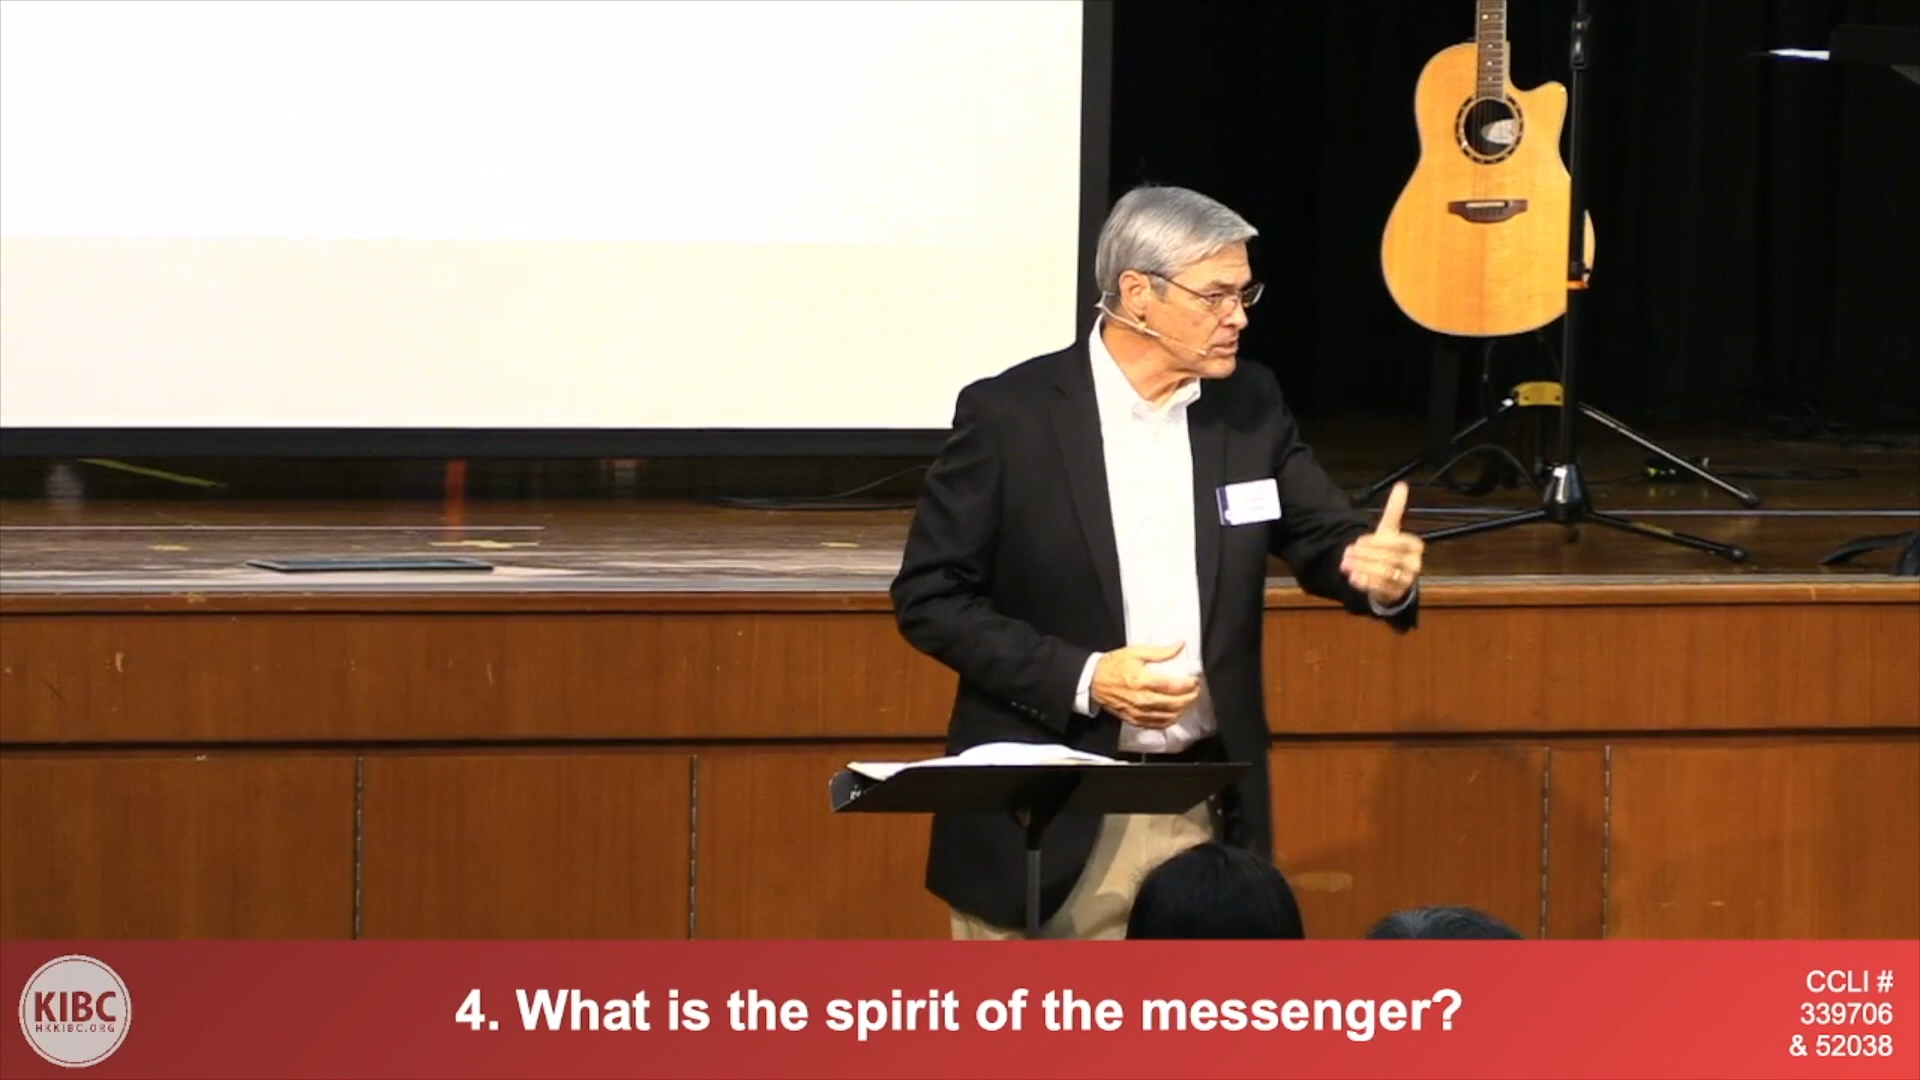 KIBC
HKKIBC.ORG
4. What is the spirit of the messenger?
CCLI #
339706
& 52038